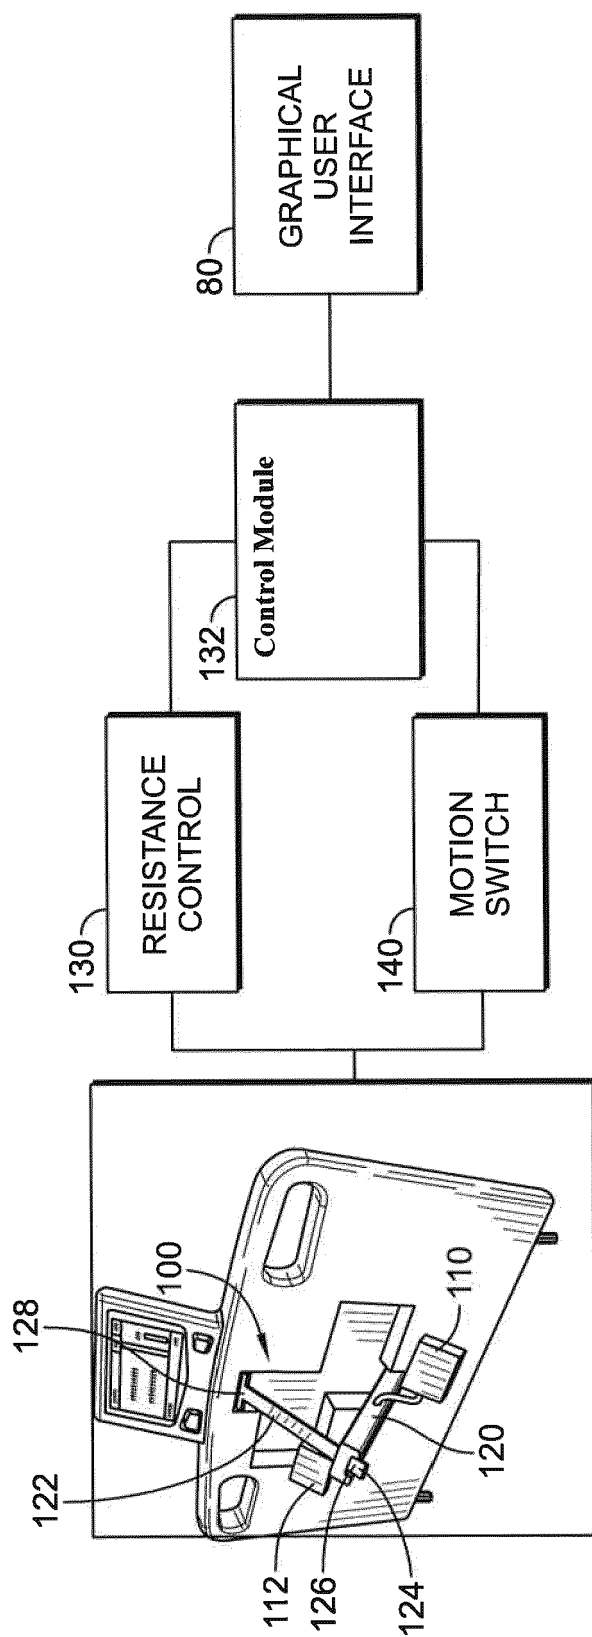 80
GRAPHICAL
USER
INTERFACE
132
Control Module
130
RESISTANCE
CONTROL
140
MOTION
SWITCH
128
100
122
112
126
124
120
110